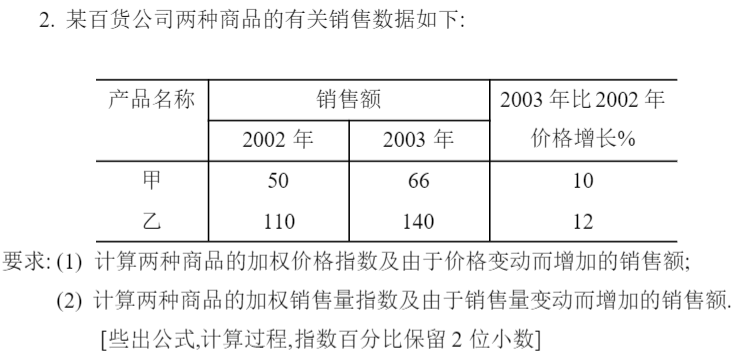 2. 某百货公司两种商品的有关销售数据如下:
产品名称 销售额 2003 年比 2002 年
2002 年 2003 年 价格增长%
甲 50 66 10
乙 110 140 12
要求: (1) 计算两种商品的加权价格指数及由于价格变动而增加的销售额;
(2) 计算两种商品的加权销售量指数及由于销售量变动而增加的销售额.
[些出公式,计算过程,指数百分比保留 2 位小数]